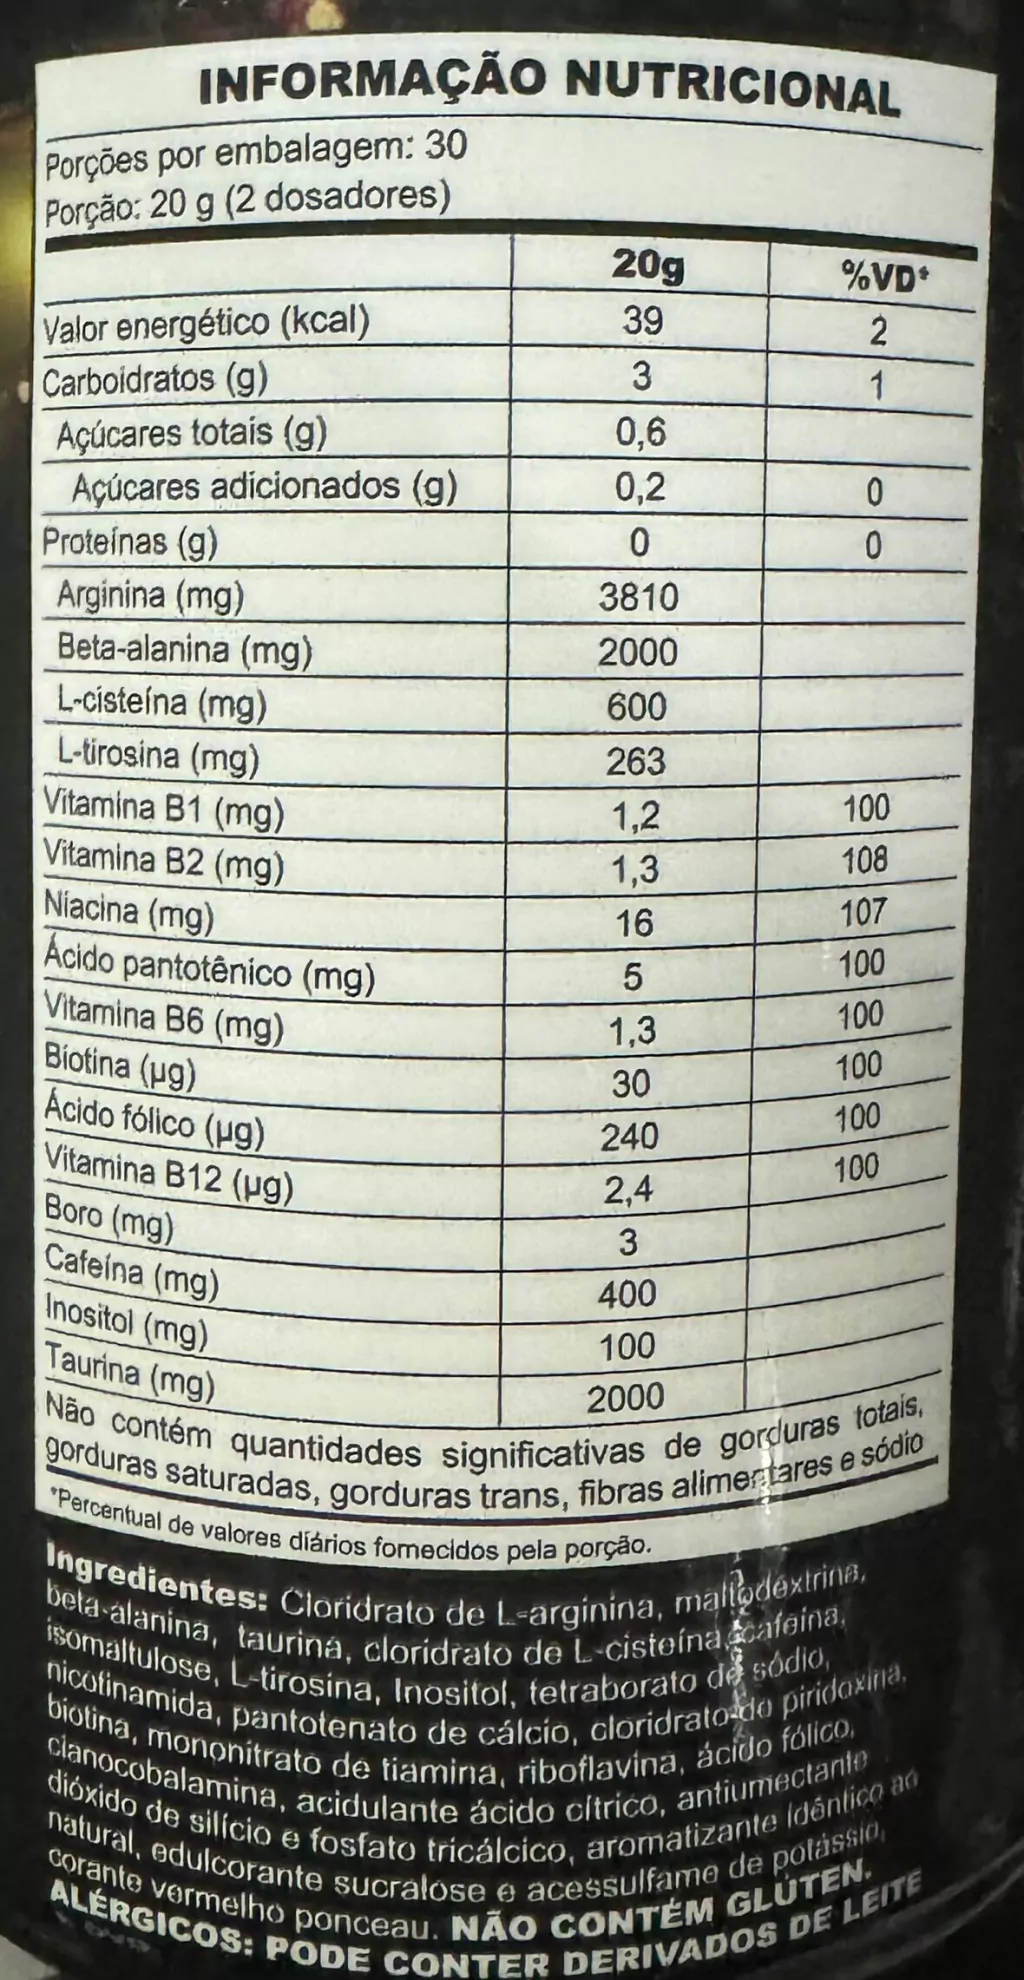 INFORMAÇÃO NUTRICIONAL
Porções por embalagem: 30
Porção: 20 g (2 dosadores)
20g %VD*
Valor energético (kcal) 39 2
Carboidratos (g) 3 1
Açúcares totais (g) 0,6
Açúcares adicionados (g) 0,2 0
Proteínas (g) 0 0
Arginina (mg) 3810
Beta-alanina (mg) 2000
L-cisteína (mg) 600
L-tirosina (mg) 263
Vitamina B1 (mg) 1,2 100
Vitamina B2 (mg) 1,3 108
Niacina (mg) 16 107
Ácido pantotênico (mg) 5 100
Vitamina B6 (mg) 1,3 100
Biotina (µg) 30 100
Ácido fólico (µg) 240 100
Vitamina B12 (µg) 2,4 100
Boro (mg) 3
Cafeína (mg) 400
Inositol (mg) 100
Taurina (mg) 2000
Não contém quantidades significativas de gorduras totais,
gorduras saturadas, gorduras trans, fibras alimentares e sódio
*Percentual de valores diários fornecidos pela porção.
Ingredientes: Cloridrato de L-arginina, maltodextrina,
beta-alanina, taurina, cloridrato de L-cisteína, cafeína,
isomaltulose, L-tirosina, Inositol, tetraborato de sódio,
nicotinamida, pantotenato de cálcio, cloridrato de piridoxina,
biotina, mononitrato de tiamina, riboflavina, ácido fólico,
cianocobalamina, acidulante ácido cítrico, antiumectante
dióxido de silício e fosfato tricálcico, aromatizante idêntico ao
natural, edulcorante sucralose e acessulfame de potássio,
corante vermelho ponceau. NÃO CONTÉM GLÚTEN.
ALÉRGICOS: PODE CONTER DERIVADOS DE LEITE